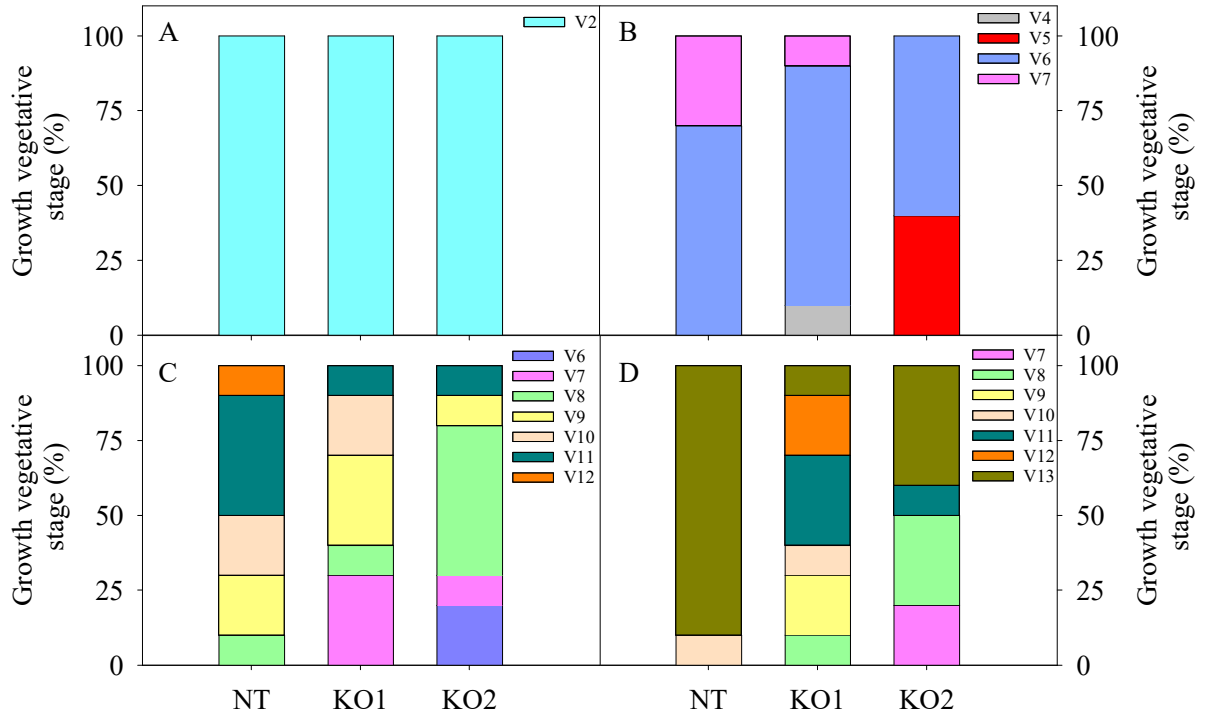 A
V2
B
V4
V5
V6
V7
100
75
50
25
0
Growth vegetative
stage (%)
100
75
50
25
0
Growth vegetative
stage (%)
C
V6
V7
V8
V9
V10
V11
V12
D
V7
V8
V9
V10
V11
V12
V13
100
75
50
25
0
Growth vegetative
stage (%)
100
75
50
25
0
Growth vegetative
stage (%)
NT KO1 KO2
NT KO1 KO2